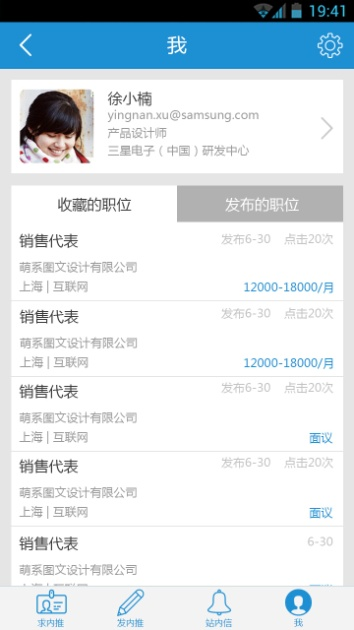 19:41
我
徐小楠
yingnan.xu@samsung.com
产品设计师
三星电子（中国）研发中心
收藏的职位 发布的职位
销售代表 发布6-30 点击20次
萌系图文设计有限公司
上海 | 互联网 12000-18000/月
销售代表 发布6-30 点击20次
萌系图文设计有限公司
上海 | 互联网 12000-18000/月
销售代表 发布6-30 点击20次
萌系图文设计有限公司
上海 | 互联网 面议
销售代表 发布6-30 点击20次
萌系图文设计有限公司
上海 | 互联网 面议
销售代表 6-30
萌系图文设计有限公司
求内推 发内推 站内信 我